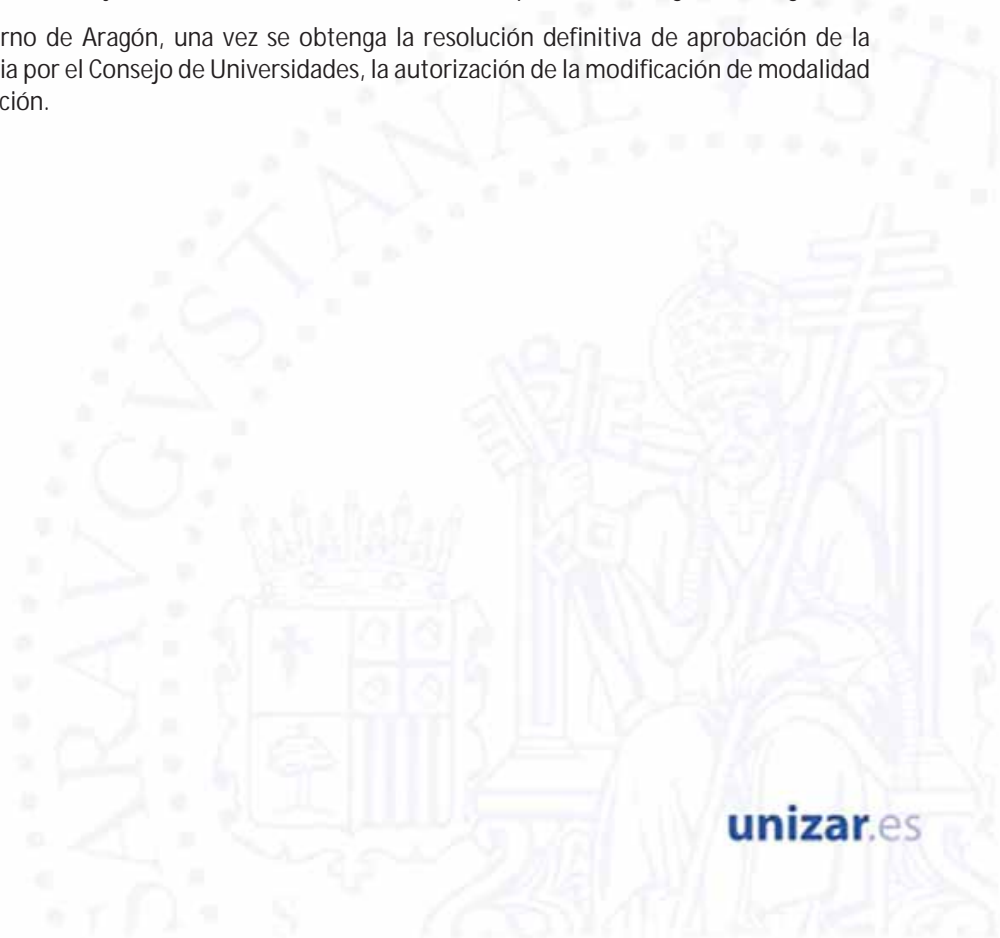 rno de Aragón, una vez se obtenga la resolución definitiva de aprobación de la
ia por el Consejo de Universidades, la autorización de la modificación de modalidad
ción.
unizar.es